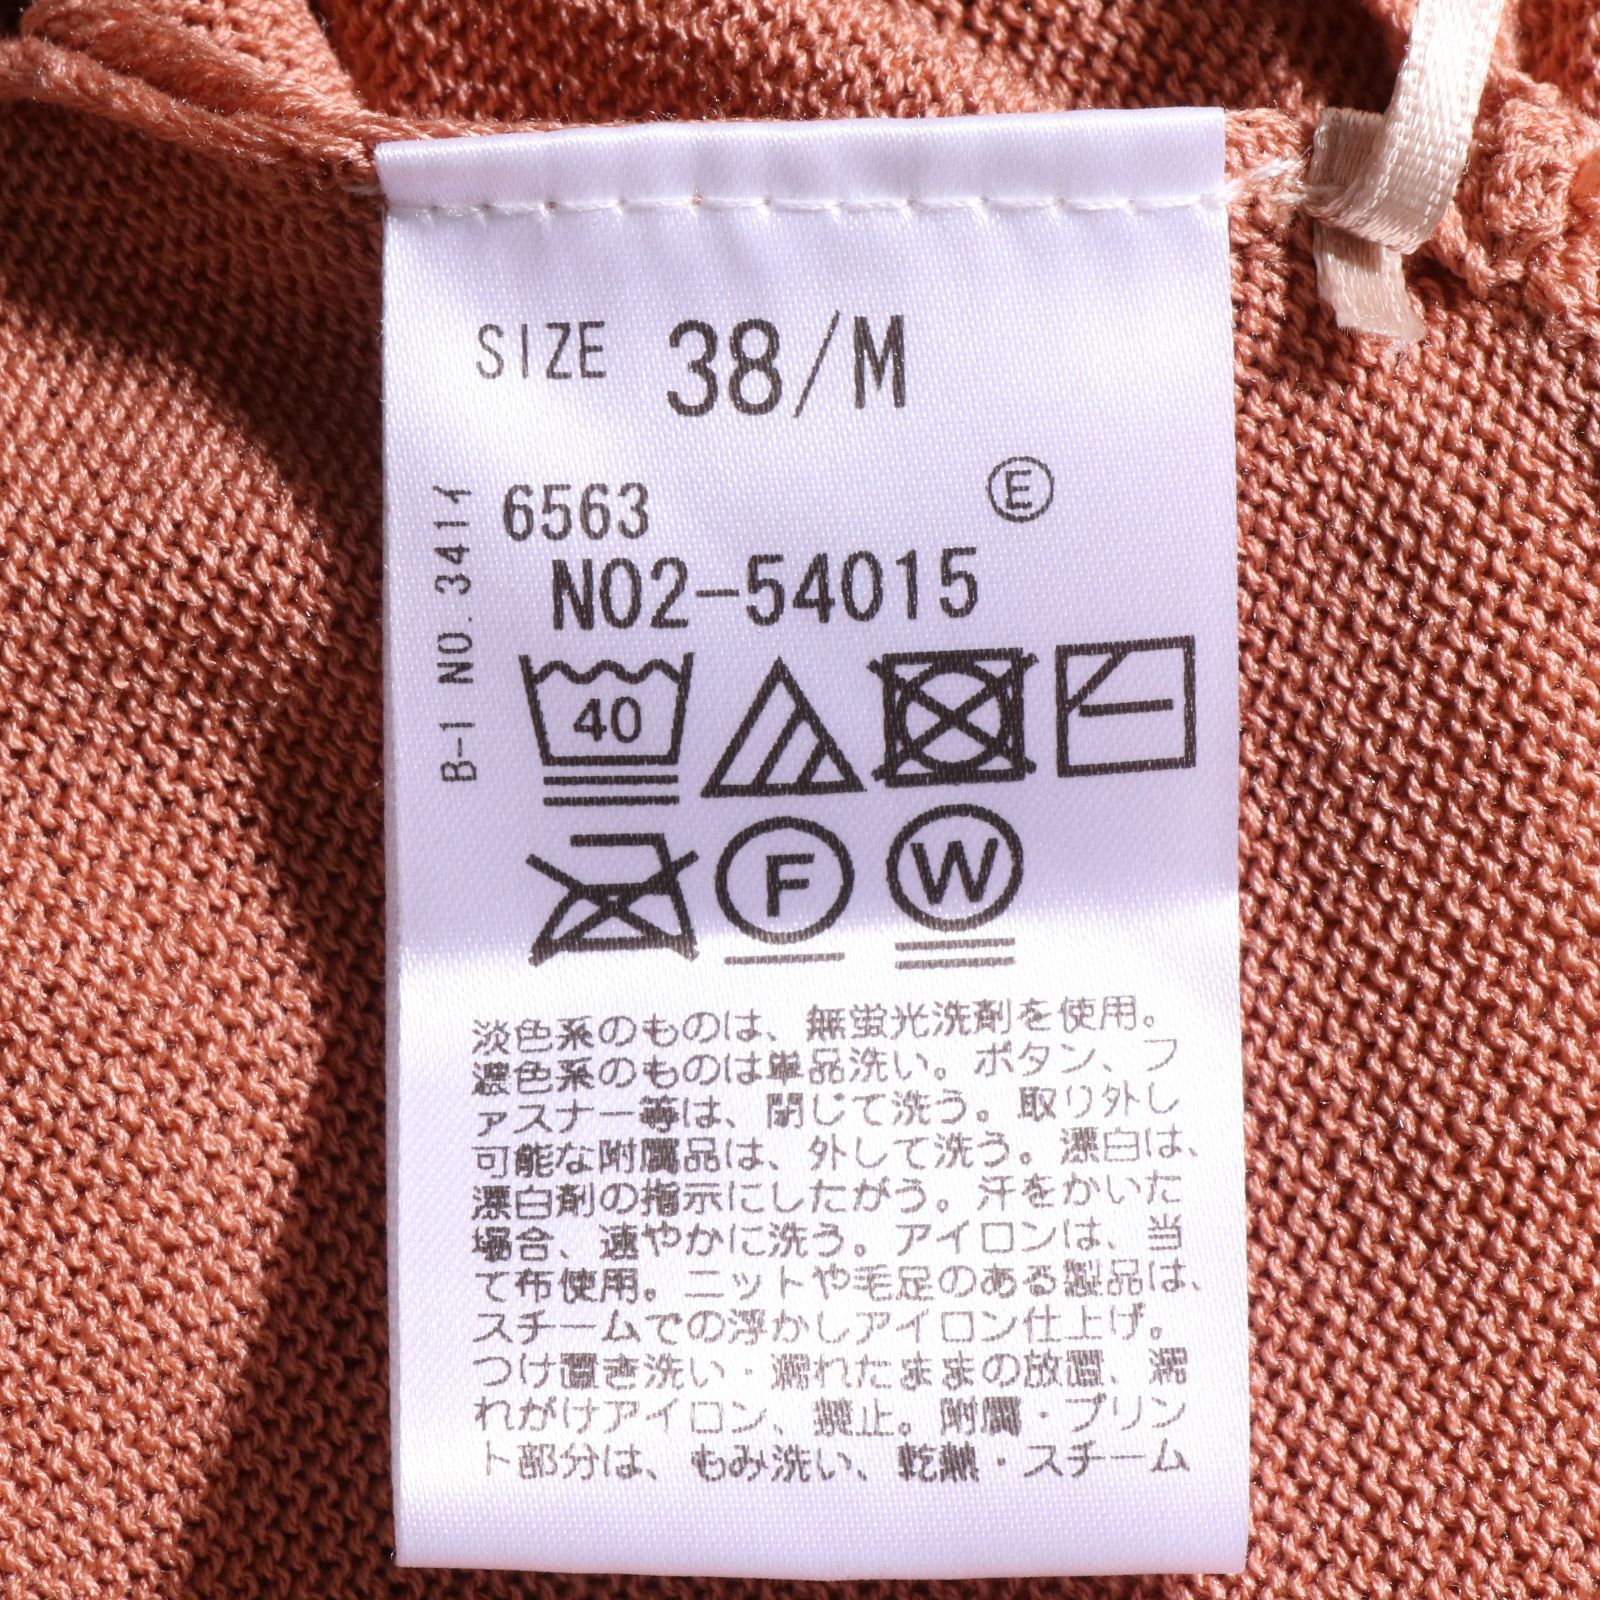 SIZE 38/M
6563 E
N02-54015
B-1 NO.341イ
40
F W
淡色系のものは、無蛍光洗剤を使用。
濃色系のものは単品洗い。ボタン、フ
ァスナー等は、閉じて洗う。取り外し
可能な附属品は、外して洗う。漂白は、
漂白剤の指示にしたがう。汗をかいた
場合、速やかに洗う。アイロンは、当
て布使用。ニットや毛足のある製品は、
スチームでの浮かしアイロン仕上げ。
つけ置き洗い・濡れたままの放置、濡
れがけアイロン、禁止。附属・プリン
ト部分は、もみ洗い、乾燥・スチーム